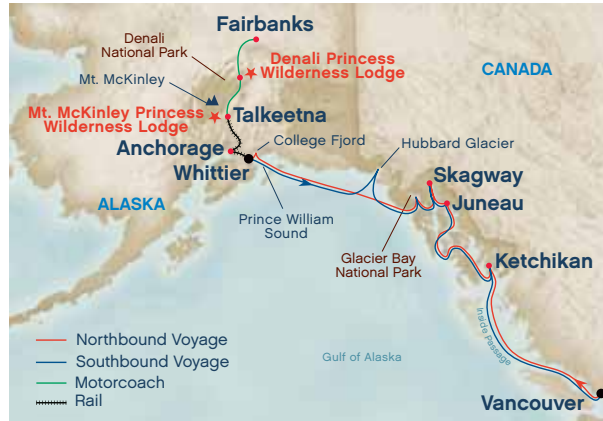 Fairbanks
Denali
National Park
Denali Princess
Wilderness Lodge
CANADA
Mt. McKinley
Mt. McKinley Princess
Wilderness Lodge
Talkeetna
College Fjord
Hubbard Glacier
Anchorage
Whittier
Skagway
Juneau
ALASKA
Prince William
Sound
Glacier Bay
National Park
Ketchikan
Inside Passage
Northbound Voyage
Southbound Voyage
Motorcoach
Rail
Gulf of Alaska
Vancouver